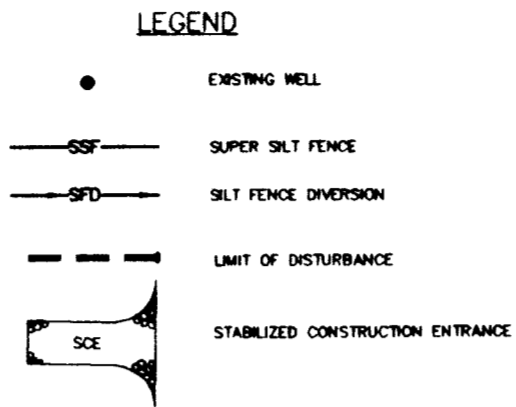 LEGEND
EXISTING WELL
SSF SUPER SILT FENCE
SFD SILT FENCE DIVERSION
LIMIT OF DISTURBANCE
SCE STABILIZED CONSTRUCTION ENTRANCE